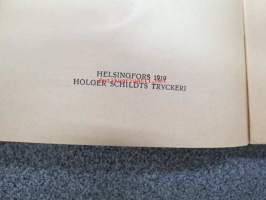 HELSINGFORS 1919
HOLGER SCHILDTS TRYCKERI